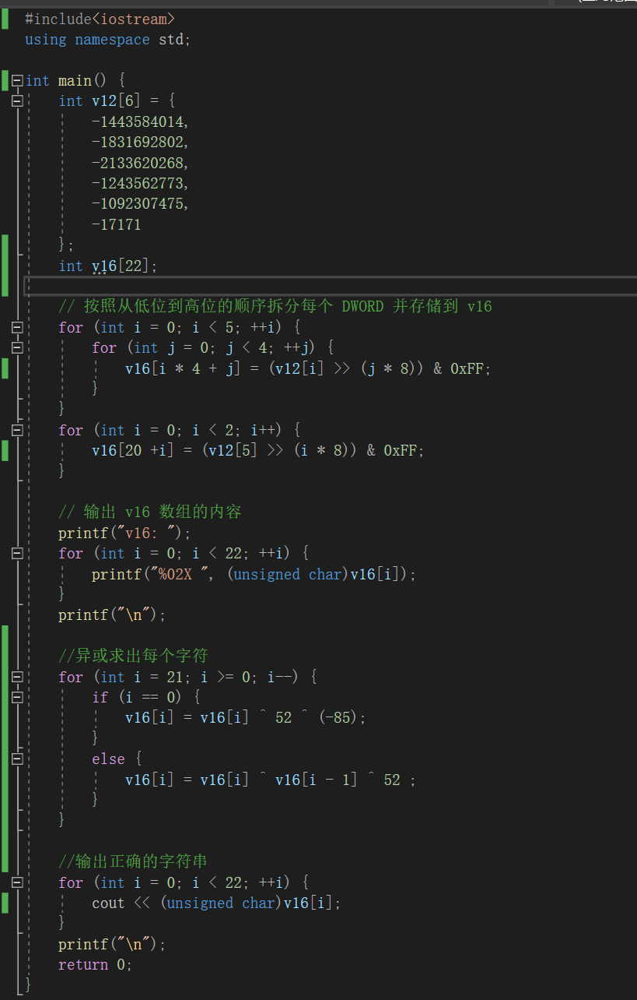 #include<iostream>
using namespace std;
int main() {
int v12[6] = {
-1443584014,
-1831692802,
-2133620268,
-1243562773,
-1092307475,
-17171
};
int v16[22];
// 按照从低位到高位的顺序拆分每个 DWORD 并存储到 v16
for (int i = 0; i < 5; ++i) {
for (int j = 0; j < 4; ++j) {
v16[i * 4 + j] = (v12[i] >> (j * 8)) & 0xFF;
}
}
for (int i = 0; i < 2; i++) {
v16[20 +i] = (v12[5] >> (i * 8)) & 0xFF;
}
// 输出 v16 数组的内容
printf("v16: ");
for (int i = 0; i < 22; ++i) {
printf("%02X ", (unsigned char)v16[i]);
}
printf("\n");
//异或求出每个字符
for (int i = 21; i >= 0; i--) {
if (i == 0) {
v16[i] = v16[i] ^ 52 ^ (-85);
}
else {
v16[i] = v16[i] ^ v16[i - 1] ^ 52 ;
}
}
//输出正确的字符串
for (int i = 0; i < 22; ++i) {
cout << (unsigned char)v16[i];
}
printf("\n");
return 0;
}